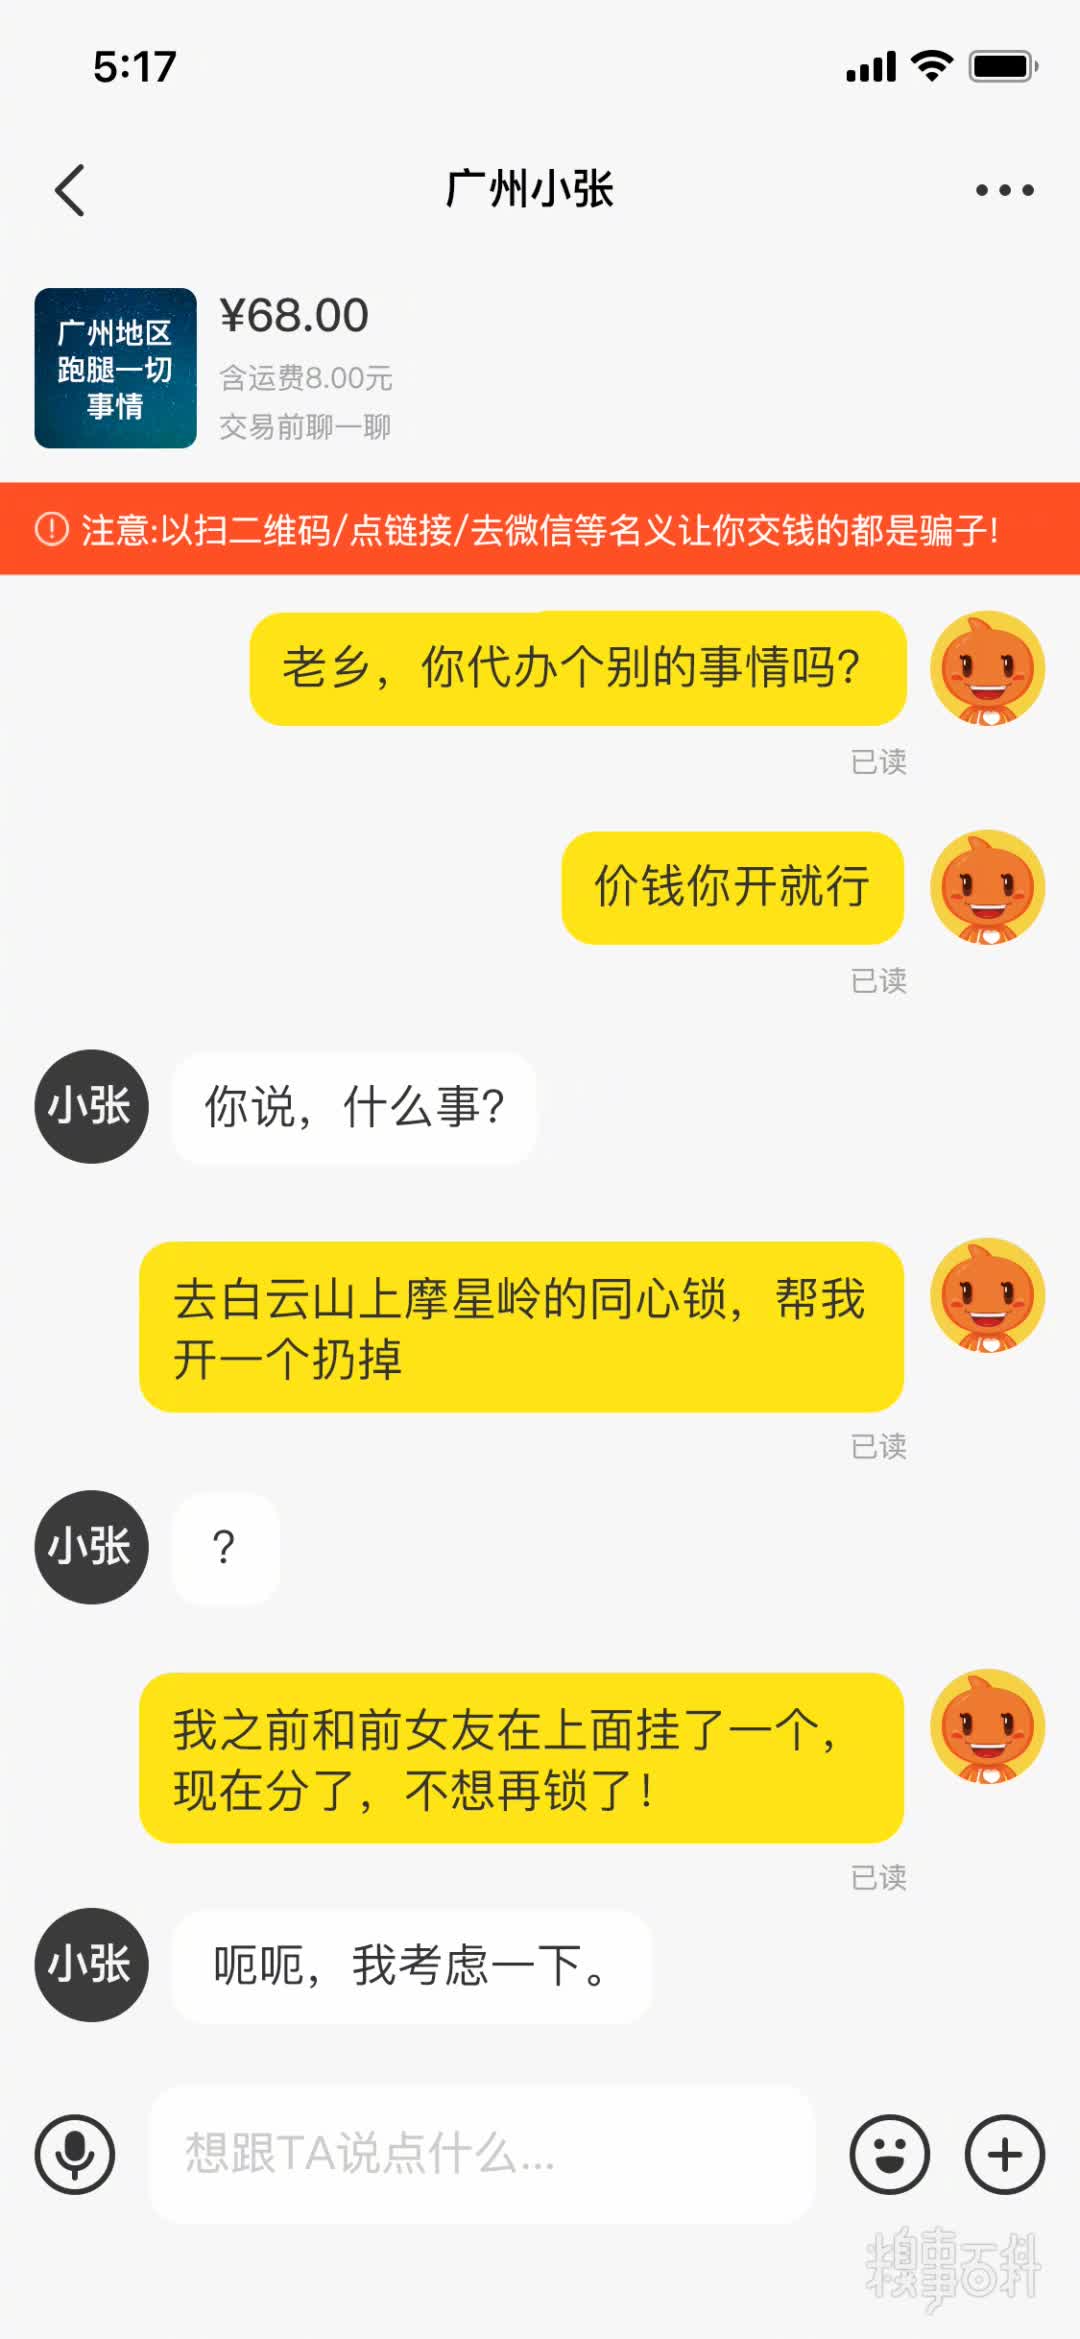 5:17
广州小张
广州地区
跑腿一切
事情
¥68.00
含运费8.00元
交易前聊一聊
注意:以扫二维码/点链接/去微信等名义让你交钱的都是骗子!
老乡，你代办个别的事情吗?
已读
价钱你开就行
已读
小张
你说，什么事?
去白云山上摩星岭的同心锁，帮我
开一个扔掉
已读
小张
?
我之前和前女友在上面挂了一个，
现在分了，不想再锁了!
已读
小张
呃呃，我考虑一下。
想跟TA说点什么...
糗事百科